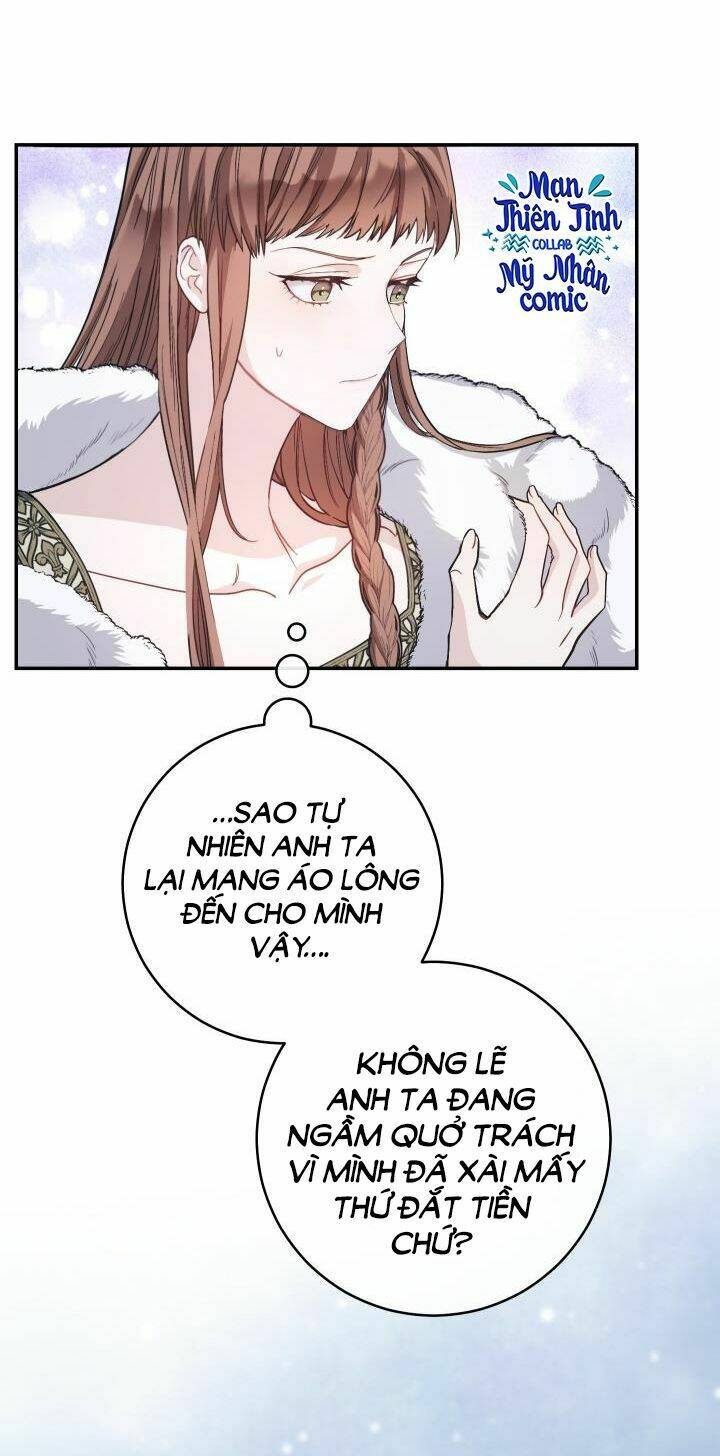 Mạn
Thiên Tình
COLLAB
Mỹ Nhân
comic
...SAO TỰ
NHIÊN ANH TA
LẠI MANG ÁO LÔNG
ĐẾN CHO MÌNH
VẬY....
KHÔNG LẼ
ANH TA ĐANG
NGẦM QUỞ TRÁCH
VÌ MÌNH ĐÃ XÀI MẤY
THỨ ĐẮT TIỀN
CHỨ?